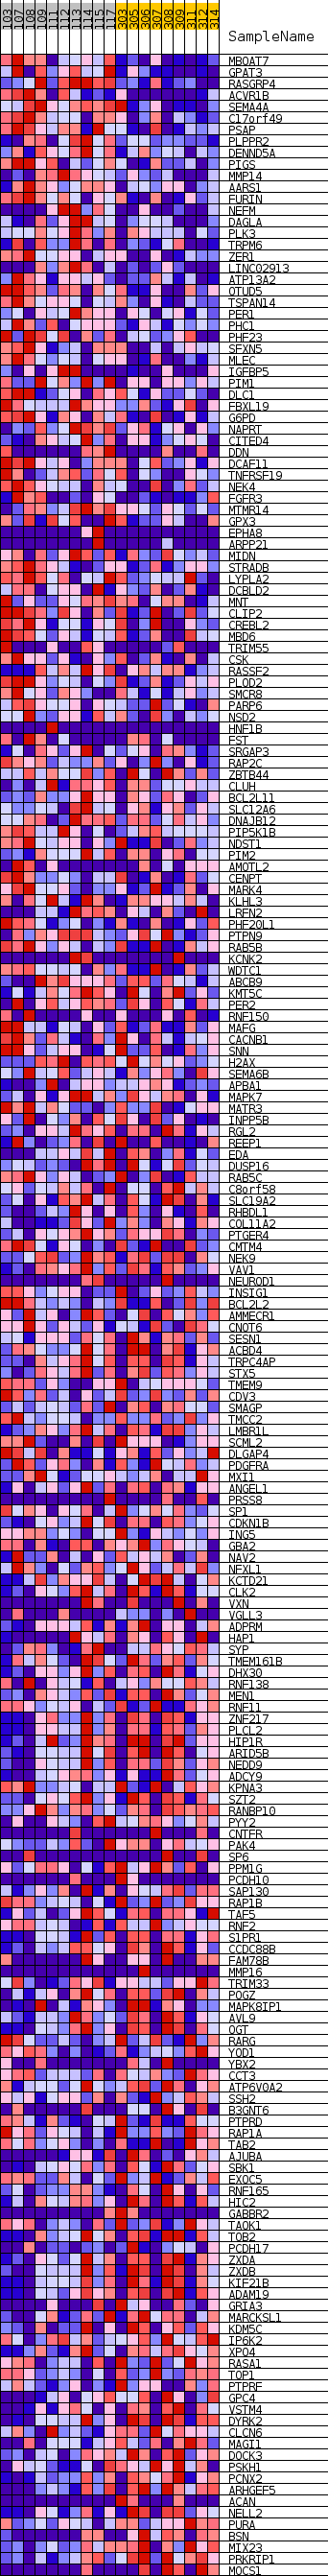 103 107 108 109 111 112 113 114 115 117 303 305 306 307 308 309 311 312 314
SampleName
MBOAT7
GPAT3
RASGRP4
ACVR1B
SEMA4A
C17orf49
PSAP
PLPPR2
DENND5A
PIGS
MMP14
AARS1
FURIN
NEFM
DAGLA
PLK3
TRPM6
ZER1
LINC02913
ATP13A2
OTUD5
TSPAN14
PER1
PHC1
PHF23
SFXN5
MLEC
IGFBP5
PIM1
DLC1
FBXL19
G6PD
NAPRT
CITED4
DDN
DCAF11
TNFRSF19
NEK4
FGFR3
MTMR14
GPX3
EPHA8
ARPP21
MIDN
STRADB
LYPLA2
DCBLD2
MNT
CLIP2
CREBL2
MBD6
TRIM55
CSK
RASSF2
PLOD2
SMCR8
PARP6
NSD2
HNF1B
FST
SRGAP3
RAP2C
ZBTB44
CLUH
BCL2L11
SLC12A6
DNAJB12
PIP5K1B
NDST1
PIM2
AMOTL2
CENPT
MARK4
KLHL3
LRFN2
PHF20L1
PTPN9
RAB5B
KCNK2
WDTC1
ABCB9
KMT5C
PER2
RNF150
MAFG
CACNB1
SNN
H2AX
SEMA6B
APBA1
MAPK7
MATR3
INPP5B
RGL2
REEP1
EDA
DUSP16
RAB5C
C8orf58
SLC19A2
RHBDL1
COL11A2
PTGER4
CMTM4
NEK9
VAV1
NEUROD1
INSIG1
BCL2L2
AMMECR1
CNOT6
SESN1
ACBD4
TRPC4AP
STX5
TMEM9
CDV3
SMAGP
TMCC2
LMBR1L
SCML2
DLGAP4
PDGFRA
MXI1
ANGEL1
PRSS8
SP1
CDKN1B
ING5
GBA2
NAV2
NFXL1
KCTD21
CLK2
VXN
VGLL3
ADPRM
HAP1
SYP
TMEM161B
DHX30
RNF138
MEN1
RNF11
ZNF217
PLCL2
HIP1R
ARID5B
NEDD9
ADCY9
KPNA3
SZT2
RANBP10
PYY2
CNTFR
PAK4
SP6
PPM1G
PCDH10
SAP130
RAP1B
TAF5
RNF2
S1PR1
CCDC88B
FAM78B
MMP16
TRIM33
POGZ
MAPK8IP1
AVL9
OGT
RARG
YOD1
YBX2
CCT3
ATP6V0A2
SSH2
B3GNT6
PTPRD
RAP1A
TAB2
AJUBA
SBK1
EXOC5
RNF165
HIC2
GABBR2
TAOK1
TOB2
PCDH17
ZXDA
ZXDB
KIF21B
ADAM19
GRIA3
MARCKSL1
KDM5C
IP6K2
XPO4
RASA1
TOP1
PTPRF
GPC4
VSTM4
DYRK2
CLCN6
MAGI1
DOCK3
PSKH1
PCNX2
ARHGEF5
ACAN
NELL2
PURA
BSN
MIX23
PRKRIP1
MOCS1